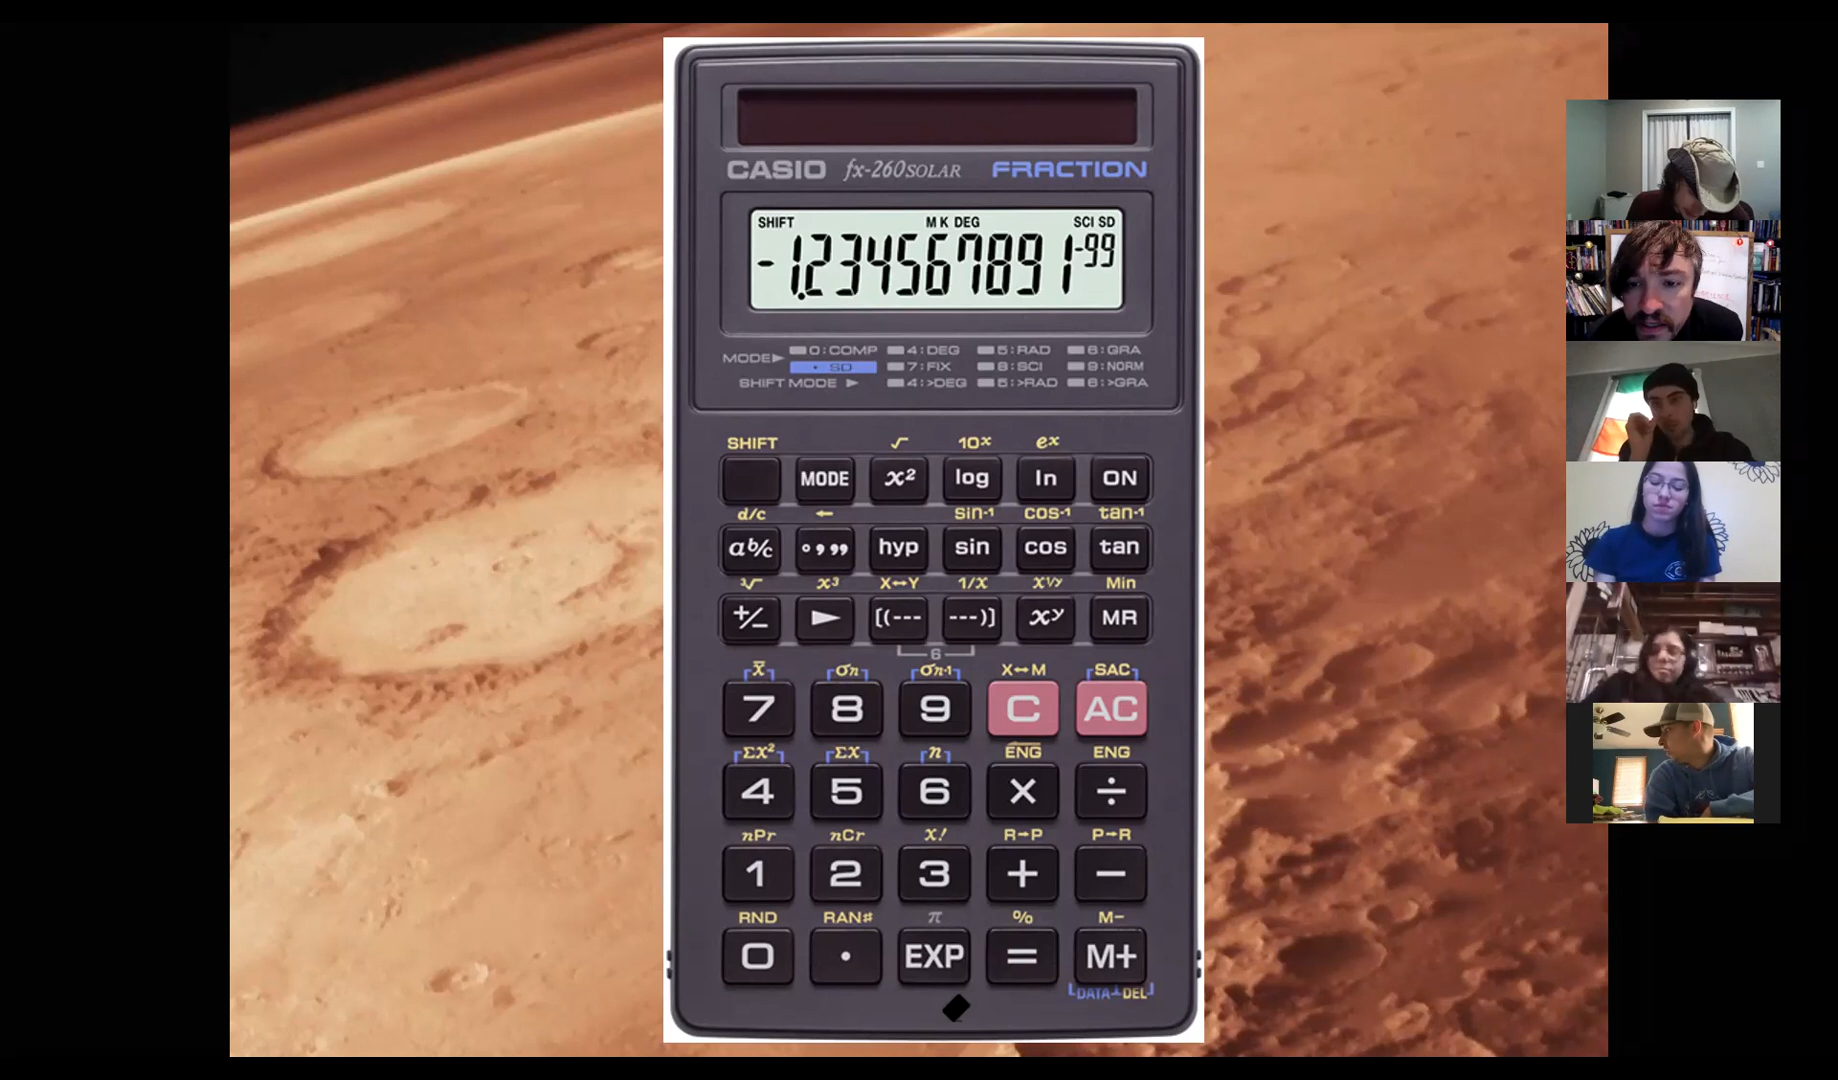 CASIO fx-260SOLAR FRACTION
SHIFT M K DEG SCI SD
-1.234567891-99
MODE► 0:COMP 4:DEG 5:RAD 6:GRA
· SD 7:FIX 8:SCI 9:NORM
SHIFT MODE ► 4:>DEG 5:>RAD 6:>GRA
SHIFT √ 10x ex
MODE x² log ln ON
d/c ← sin-1 cos-1 tan-1
a b/c ° ’ ” hyp sin cos tan
³√ x³ X↔Y 1/x x1/y Min
+/− ► [(--- ---)] xy MR
6
x̄ σn σn-1 X↔M SAC
7 8 9 C AC
Σx² Σx n ENG ENG
4 5 6 × ÷
nPr nCr x! R→P P→R
1 2 3 + −
RND RAN# π % M−
0 · EXP = M+
DATA DEL